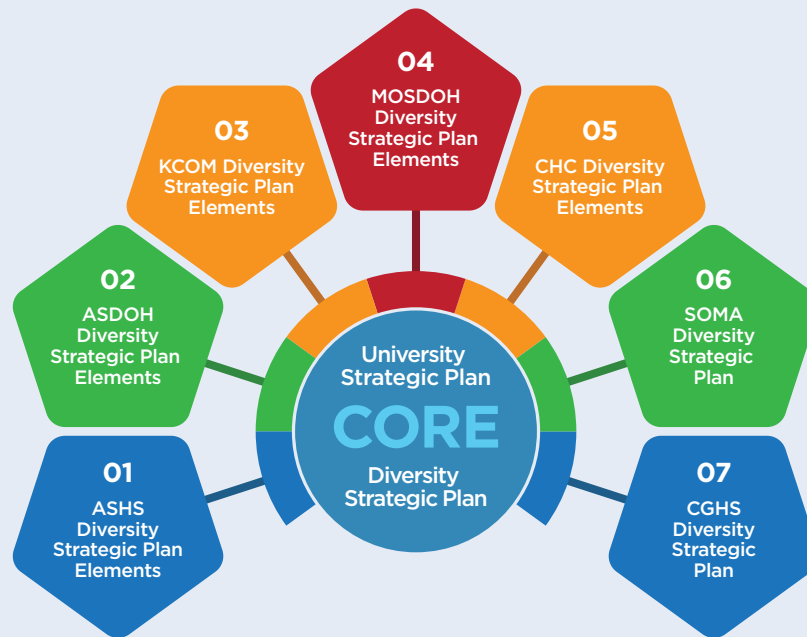 04
MOSDOH
Diversity
Strategic Plan
Elements
03
KCOM Diversity
Strategic Plan
Elements
05
CHC Diversity
Strategic Plan
Elements
02
ASDOH
Diversity
Strategic Plan
Elements
06
SOMA
Diversity
Strategic
Plan
University
Strategic Plan
CORE
Diversity
Strategic Plan
01
ASHS
Diversity
Strategic Plan
Elements
07
CGHS
Diversity
Strategic
Plan